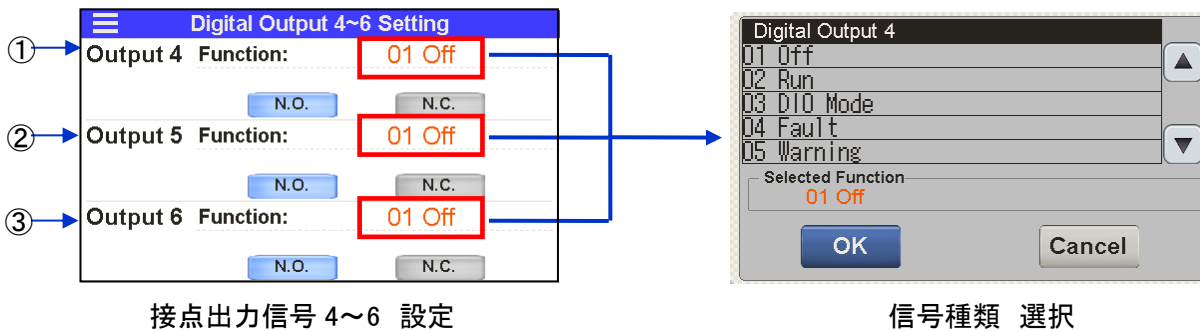 Digital Output 4~6 Setting
① Output 4 Function: 01 Off
N.O. N.C.
② Output 5 Function: 01 Off
N.O. N.C.
③ Output 6 Function: 01 Off
N.O. N.C.
接点出力信号 4～6 設定
Digital Output 4
01 Off
02 Run
03 DIO Mode
04 Fault
05 Warning
Selected Function
01 Off
OK Cancel
信号種類 選択